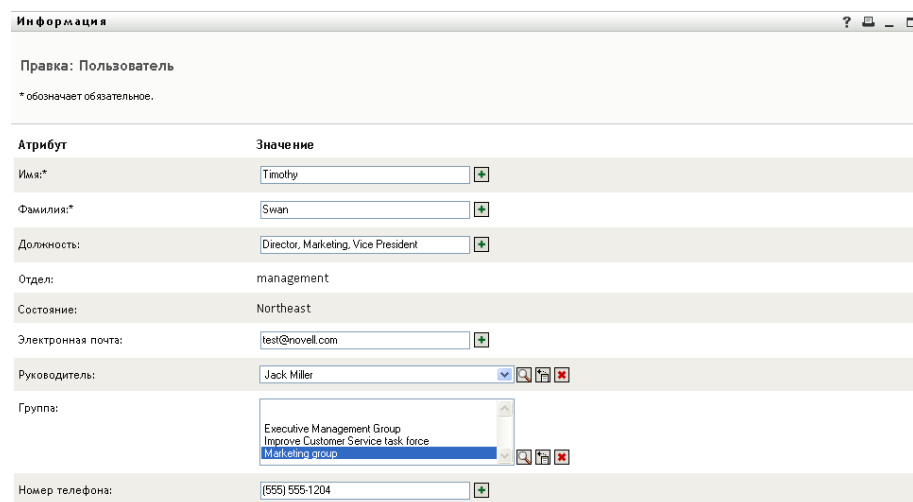 Информация ?
Правка: Пользователь
* обозначает обязательное.
Атрибут Значение
Имя:* Timothy
Фамилия:* Swan
Должность: Director, Marketing, Vice President
Отдел: management
Состояние: Northeast
Электронная почта: test@novell.com
Руководитель: Jack Miller
Группа:
Executive Management Group
Improve Customer Service task force
Marketing group
Номер телефона: (555) 555-1204